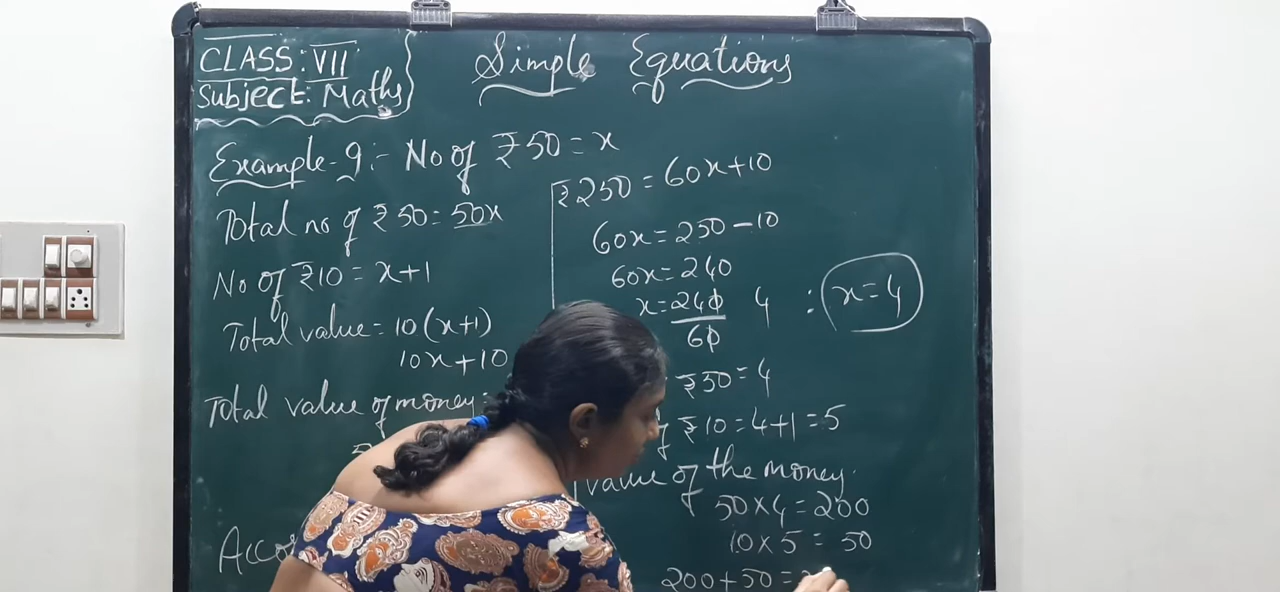 CLASS: VII
Subject: Maths
Simple Equations
Example-9:- No of ₹50 = x
Total no of ₹50 = 50x
No of ₹10 = x+1
Total value = 10(x+1)
10x+10
Total value of money =
₹250 = 60x+10
60x = 250-10
60x = 240
x = 240 4 : x=4
60
₹50 = 4
₹10 = 4+1 = 5
value of the money.
50 x 4 = 200
10 x 5 = 50
200+50 =